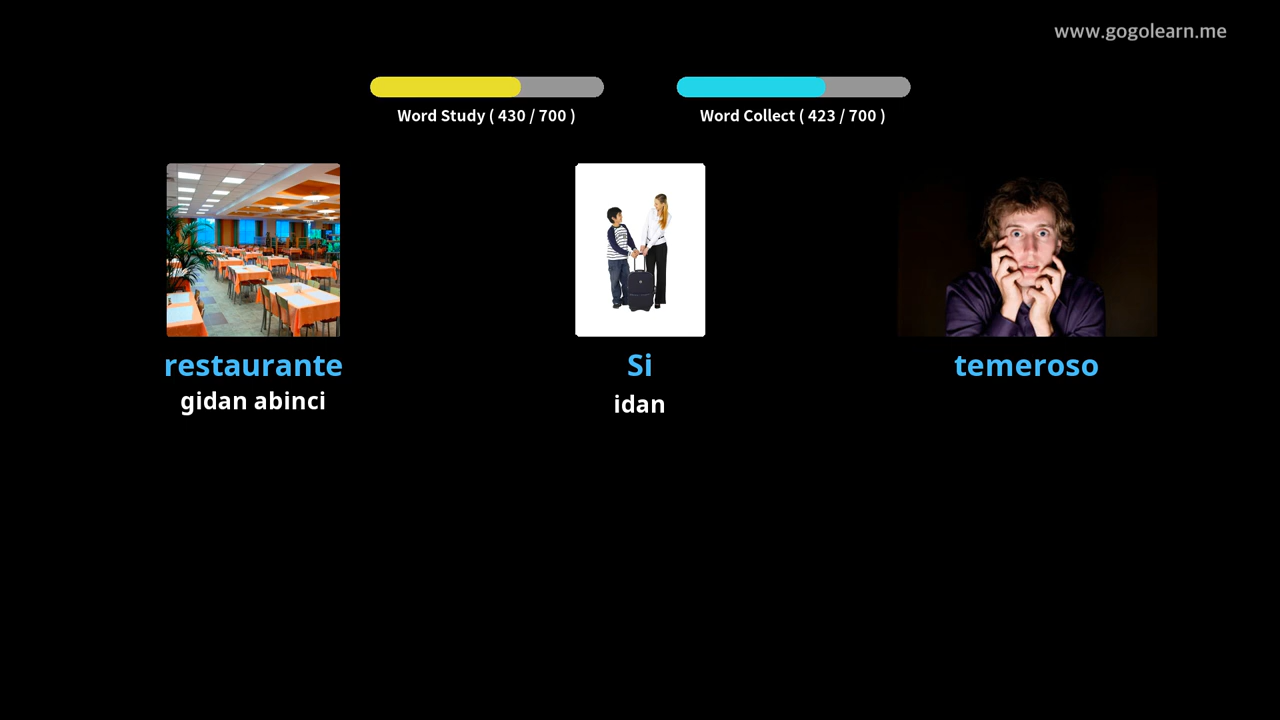 www.gogolearn.me
Word Study ( 430 / 700 )
Word Collect ( 423 / 700 )
restaurante
gidan abinci
Si
idan
temeroso